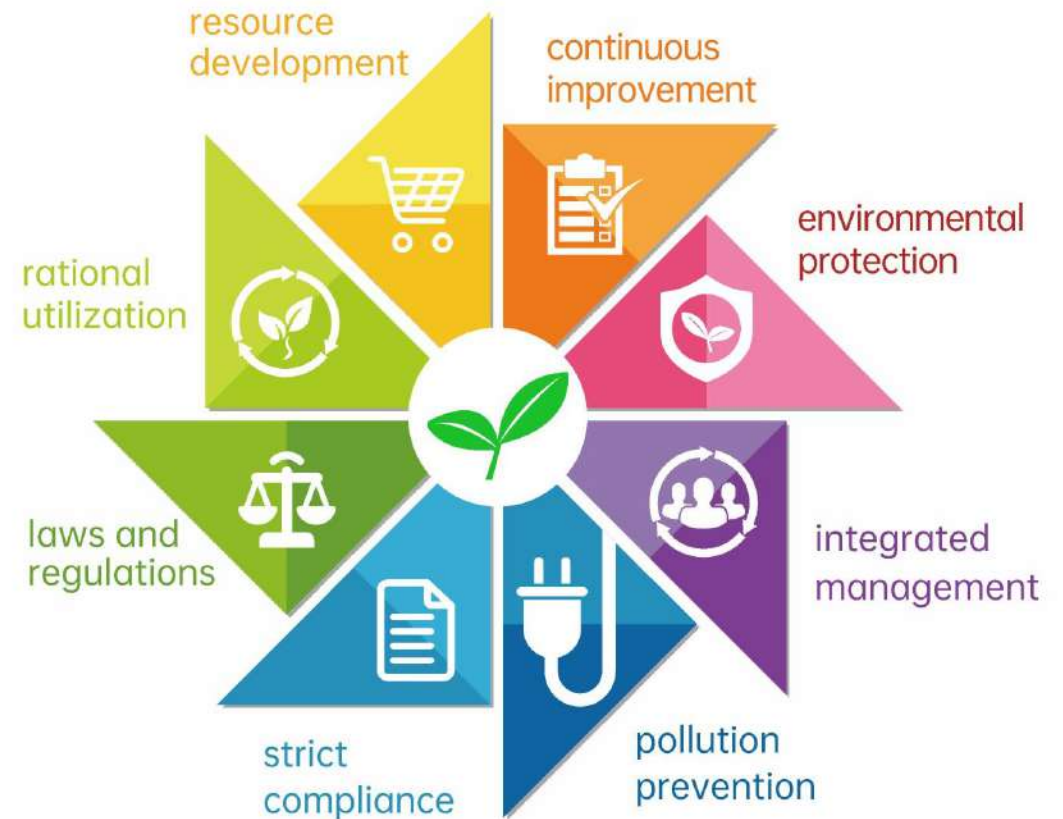 resource
development
continuous
improvement
environmental
protection
rational
utilization
integrated
management
laws and
regulations
strict
compliance
pollution
prevention